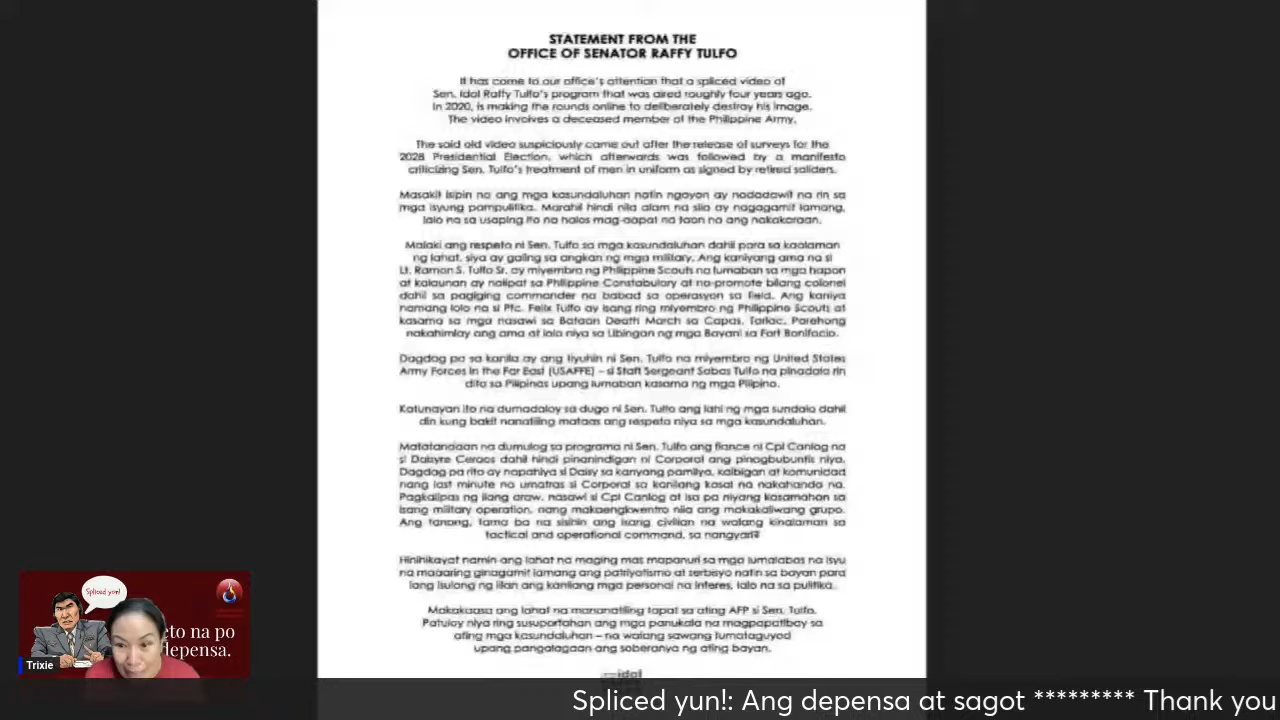 STATEMENT FROM THE
OFFICE OF SENATOR RAFFY TULFO
It has come to our office's attention that a spliced video of
Sen. Idol Raffy Tulfo's program that was aired roughly four years ago.
In 2020, is making the rounds online to deliberately destroy his image.
The video involves a deceased member of the Philippine Army.
The said old video suspiciously came out after the release of surveys for the
2028 Presidential Election, which afterwards was followed by a manifesto
criticizing Sen. Tulfo's treatment of men in uniform as signed by retired soliders.
Masakit isipin na ang mga kasundaluhan natin ngayon ay nadadawit na rin sa
mga isyung pampulitika. Marahil hindi nila alam na sila ay nagagamit lamang,
lalo na sa usaping ito na halos mag-aapat na taon na ang nakakaraan.
Malaki ang respeto ni Sen. Tulfo sa mga kasundaluhan dahil para sa kaalaman
ng lahat, siya ay galing sa angkan ng mga military. Ang kaniyang ama na si
Lt. Ramon S. Tulfo Sr. ay miyembro ng Philippine Scouts na lumaban sa mga hapon
at kalaunan ay nalipat sa Philippine Constabulary at na-promote bilang colonel
dahil sa pagiging commander na babad sa operasyon sa field. Ang kaniya
namang lolo na si Pfc. Felix Tulfo ay isang ring miyembro ng Philippine Scouts at
kasama sa mga nasawi sa Bataan Death March sa Capas, Tarlac. Parehong
nakahimlay ang ama at lolo niya sa Libingan ng mga Bayani sa Fort Bonifacio.
Dagdag pa sa kanila ay ang tiyuhin ni Sen. Tulfo na miyembro ng United States
Army Forces in the Far East (USAFFE) – si Staff Sergeant Sabas Tulfo na pinadala rin
dito sa Pilipinas upang lumaban kasama ng mga Pilipino.
Katunayan ito na dumadaloy sa dugo ni Sen. Tulfo ang lahi ng mga sundalo dahil
din kung bakit nanatiling mataas ang respeto niya sa mga kasundaluhan.
Matatandaan na dumulog sa programa ni Sen. Tulfo ang fiance ni Cpl Canlog na
si Daisyre Ceraos dahil hindi pinanindigan ni Corporal ang pinagbubuntis niya.
Dagdag pa rito ay napahiya si Daisy sa kanyang pamilya, kaibigan at komunidad
nang last minute na umatras si Corporal sa kanilang kasal na nakahanda na.
Pagkalipas ng ilang araw, nasawi si Cpl Canlog at isa pa niyang kasamahan sa
isang military operation, nang makaengkwentro nila ang makakaliwang grupo.
Ang tanong, tama ba na sisihin ang isang civilian na walang kinalaman sa
tactical and operational command, sa nangyari?
Hinihikayat namin ang lahat na maging mas mapanuri sa mga lumalabas na isyu
na maaaring ginagamit lamang ang patriyotismo at serbisyo natin sa bayan para
lang isulong ng ilan ang kanilang mga personal na interes, lalo na sa pulitika.
Makakaasa ang lahat na mananatiling tapat sa ating AFP si Sen. Tulfo.
Patuloy niya ring susuportahan ang mga panukala na magpapatibay sa
ating mga kasundaluhan – na walang sawang tumataguyod
upang pangalagaan ang soberanya ng ating bayan.
idol
Spliced yun!
eto na po
depensa.
Trixie
Spliced yun!: Ang depensa at sagot ********* Thank you